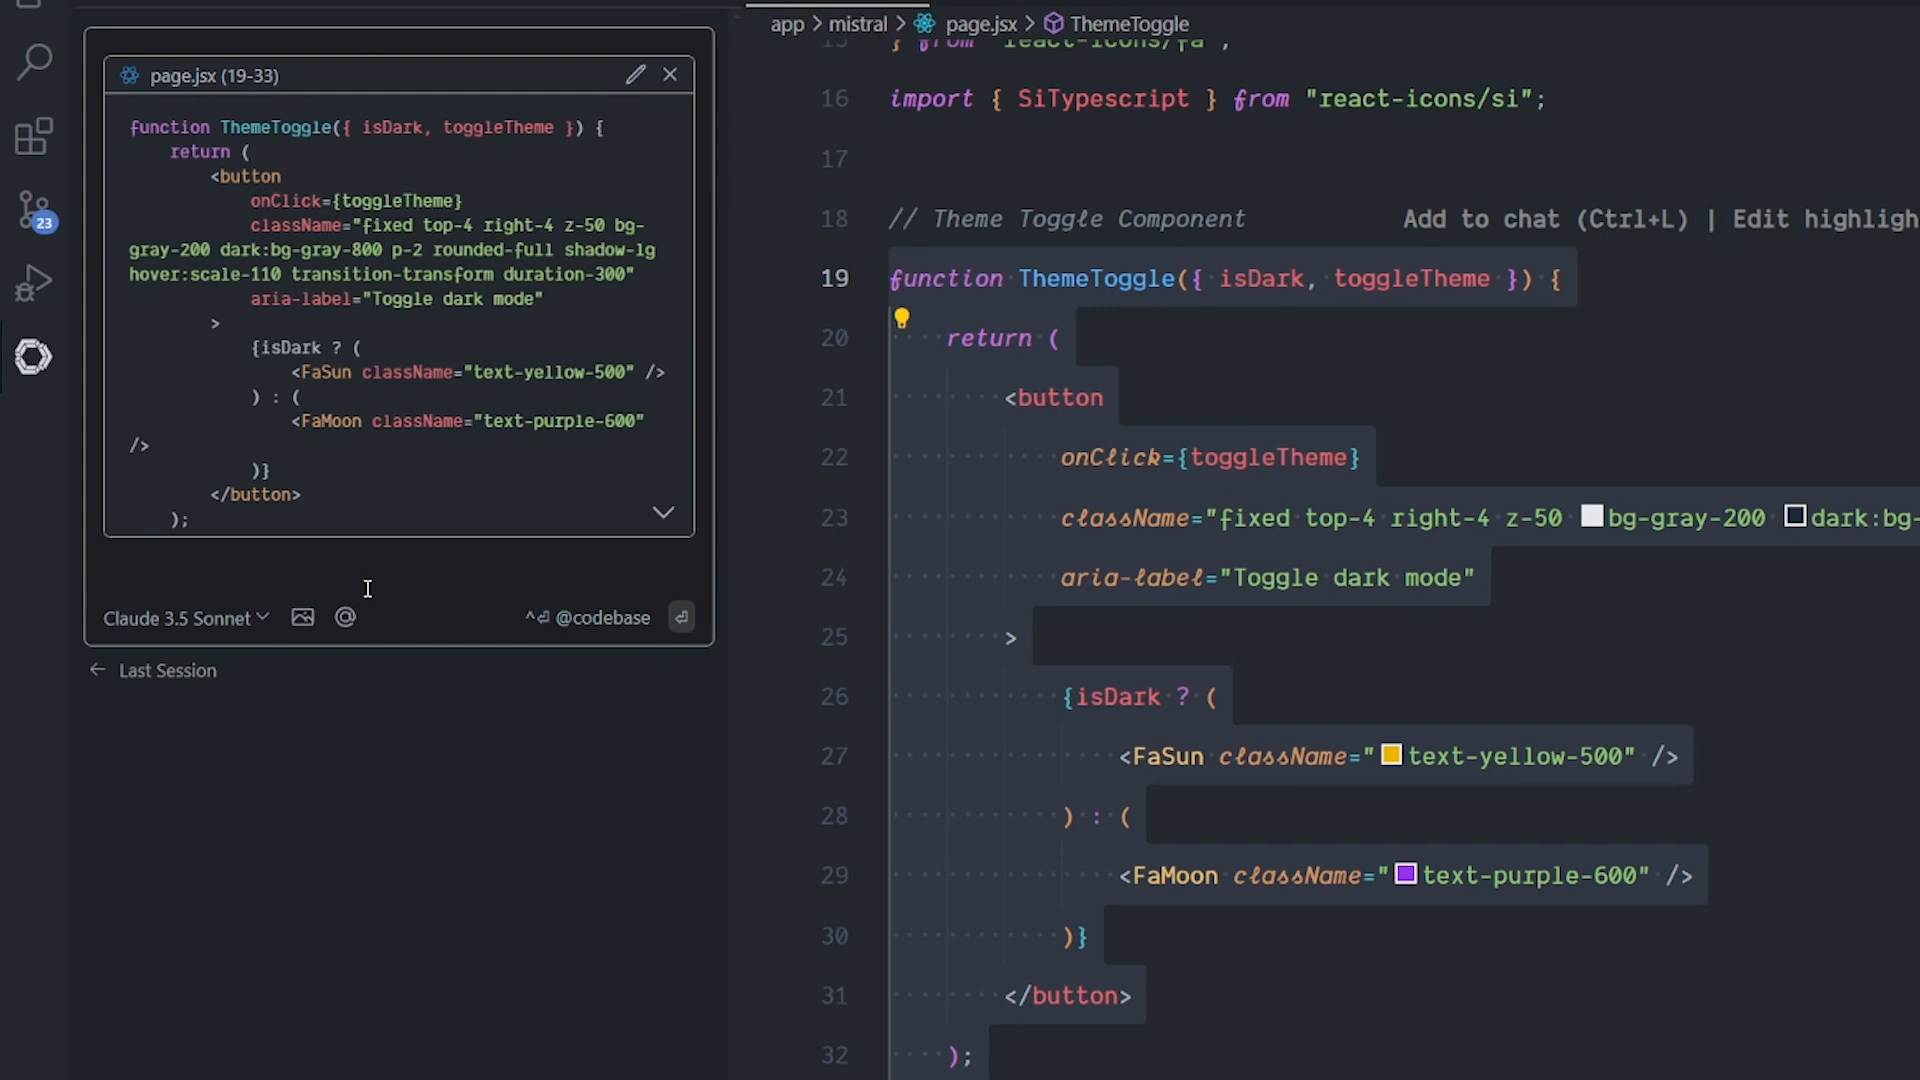 23
page.jsx (19-33)
function ThemeToggle({ isDark, toggleTheme }) {
return (
<button
onClick={toggleTheme}
className="fixed top-4 right-4 z-50 bg-
gray-200 dark:bg-gray-800 p-2 rounded-full shadow-lg
hover:scale-110 transition-transform duration-300"
aria-label="Toggle dark mode"
>
{isDark ? (
<FaSun className="text-yellow-500" />
) : (
<FaMoon className="text-purple-600"
/>
)}
</button>
);
Claude 3.5 Sonnet
@
^⏎ @codebase
← Last Session
app > mistral > page.jsx > ThemeToggle
15 } from "react-icons/fa";
16 import { SiTypescript } from "react-icons/si";
17
18 // Theme Toggle Component Add to chat (Ctrl+L) | Edit highligh
19 function ThemeToggle({ isDark, toggleTheme }) {
20 return (
21 <button
22 onClick={toggleTheme}
23 className="fixed top-4 right-4 z-50 bg-gray-200 dark:bg-
24 aria-label="Toggle dark mode"
25 >
26 {isDark ? (
27 <FaSun className="text-yellow-500" />
28 ) : (
29 <FaMoon className="text-purple-600" />
30 )}
31 </button>
32 );